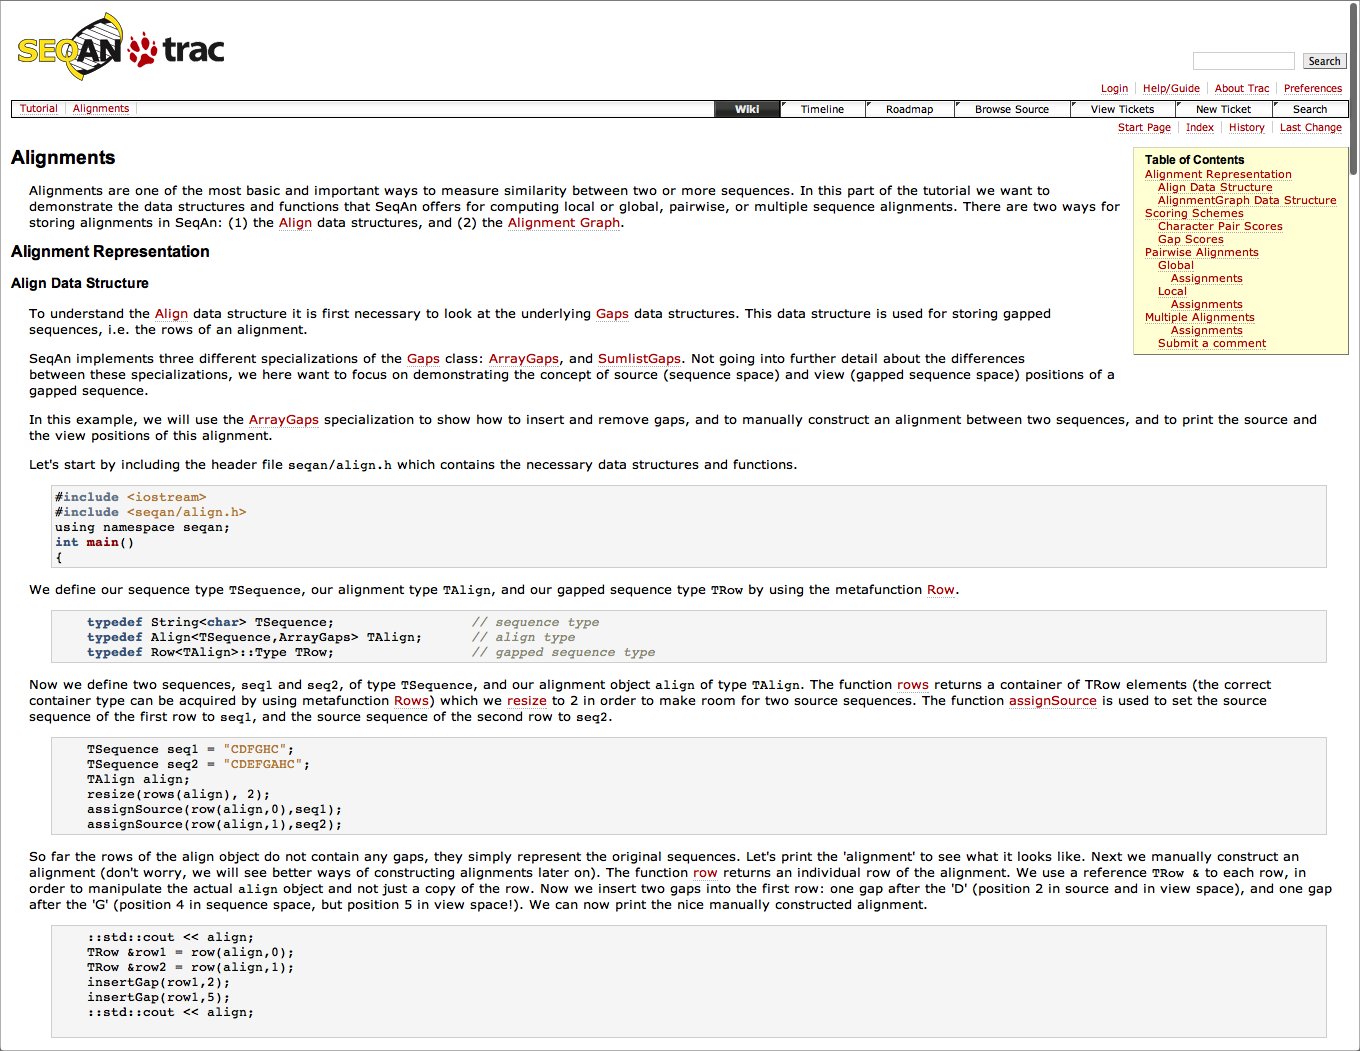 SEQAN trac
Search
Login Help/Guide About Trac Preferences
Tutorial Alignments Wiki Timeline Roadmap Browse Source View Tickets New Ticket Search
Start Page Index History Last Change
Alignments
Alignments are one of the most basic and important ways to measure similarity between two or more sequences. In this part of the tutorial we want to
demonstrate the data structures and functions that SeqAn offers for computing local or global, pairwise, or multiple sequence alignments. There are two ways for
storing alignments in SeqAn: (1) the Align data structures, and (2) the Alignment Graph.
Table of Contents
Alignment Representation
Align Data Structure
AlignmentGraph Data Structure
Scoring Schemes
Character Pair Scores
Gap Scores
Pairwise Alignments
Global
Assignments
Local
Assignments
Multiple Alignments
Assignments
Submit a comment
Alignment Representation
Align Data Structure
To understand the Align data structure it is first necessary to look at the underlying Gaps data structures. This data structure is used for storing gapped
sequences, i.e. the rows of an alignment.
SeqAn implements three different specializations of the Gaps class: ArrayGaps, and SumlistGaps. Not going into further detail about the differences
between these specializations, we here want to focus on demonstrating the concept of source (sequence space) and view (gapped sequence space) positions of a
gapped sequence.
In this example, we will use the ArrayGaps specialization to show how to insert and remove gaps, and to manually construct an alignment between two sequences, and to print the source and
the view positions of this alignment.
Let's start by including the header file seqan/align.h which contains the necessary data structures and functions.
#include <iostream>
#include <seqan/align.h>
using namespace seqan;
int main()
{
We define our sequence type TSequence, our alignment type TAlign, and our gapped sequence type TRow by using the metafunction Row.
typedef String<char> TSequence; // sequence type
typedef Align<TSequence,ArrayGaps> TAlign; // align type
typedef Row<TAlign>::Type TRow; // gapped sequence type
Now we define two sequences, seq1 and seq2, of type TSequence, and our alignment object align of type TAlign. The function rows returns a container of TRow elements (the correct
container type can be acquired by using metafunction Rows) which we resize to 2 in order to make room for two source sequences. The function assignSource is used to set the source
sequence of the first row to seq1, and the source sequence of the second row to seq2.
TSequence seq1 = "CDFGHC";
TSequence seq2 = "CDEFGAHC";
TAlign align;
resize(rows(align), 2);
assignSource(row(align,0),seq1);
assignSource(row(align,1),seq2);
So far the rows of the align object do not contain any gaps, they simply represent the original sequences. Let's print the 'alignment' to see what it looks like. Next we manually construct an
alignment (don't worry, we will see better ways of constructing alignments later on). The function row returns an individual row of the alignment. We use a reference TRow & to each row, in
order to manipulate the actual align object and not just a copy of the row. Now we insert two gaps into the first row: one gap after the 'D' (position 2 in source and in view space), and one gap
after the 'G' (position 4 in sequence space, but position 5 in view space!). We can now print the nice manually constructed alignment.
::std::cout << align;
TRow &row1 = row(align,0);
TRow &row2 = row(align,1);
insertGap(row1,2);
insertGap(row1,5);
::std::cout << align;